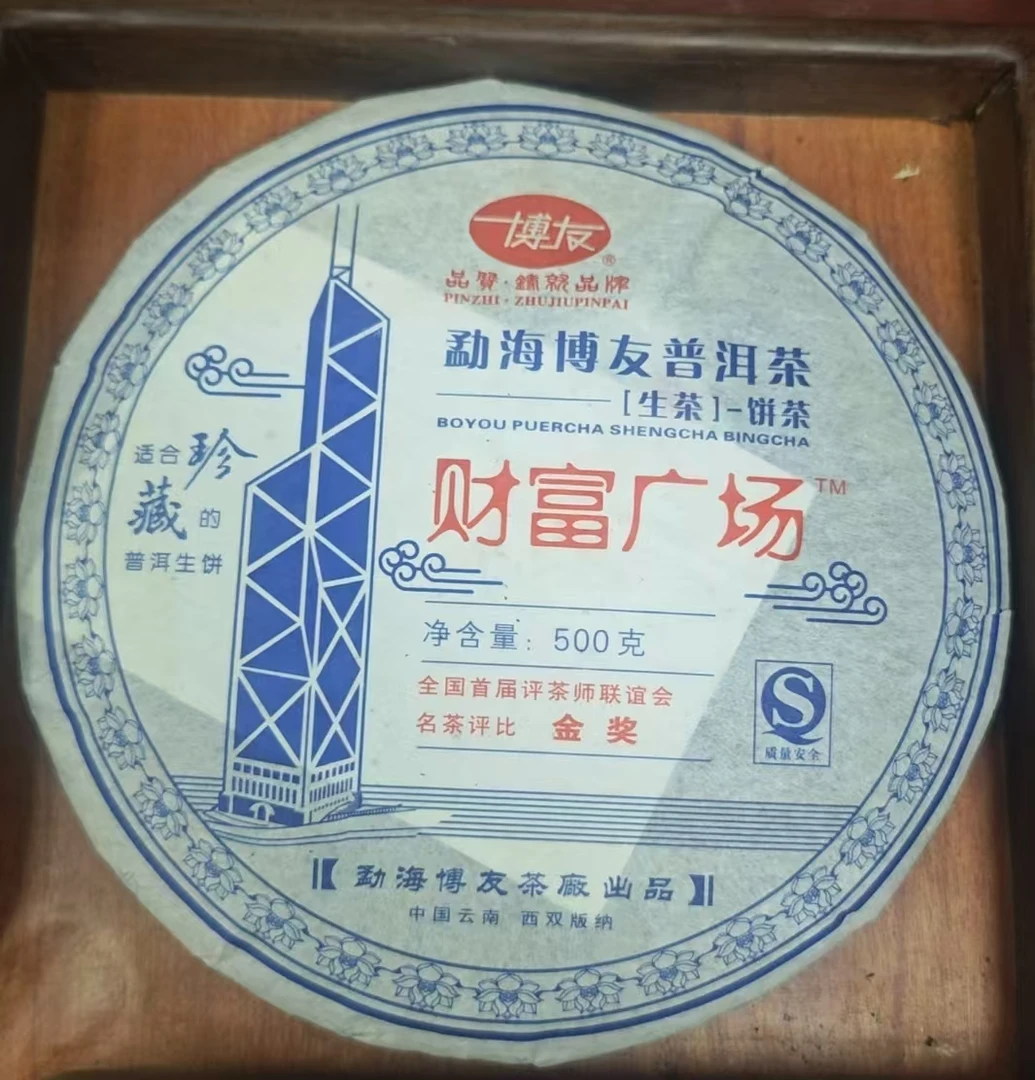 博友
®
品质·铸就品牌
PINZHI·ZHUJIUPINPAI
勐海博友普洱茶
[生茶]-饼茶
BOYOU PUERCHA SHENGCHA BINGCHA
适合珍
藏的
普洱生饼
财富广场TM
净含量：500克
全国首届评茶师联谊会
名茶评比 金奖
S
质量安全
【勐海博友茶廠出品】
中国云南 西双版纳